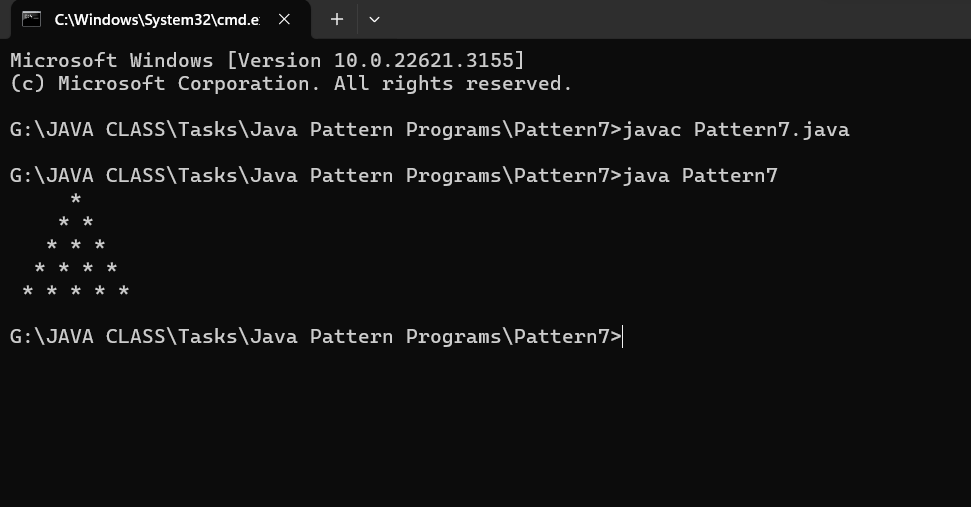 C:\Windows\System32\cmd.e
Microsoft Windows [Version 10.0.22621.3155]
(c) Microsoft Corporation. All rights reserved.
G:\JAVA CLASS\Tasks\Java Pattern Programs\Pattern7>javac Pattern7.java
G:\JAVA CLASS\Tasks\Java Pattern Programs\Pattern7>java Pattern7
     *
    * *
   * * *
  * * * *
 * * * * *
G:\JAVA CLASS\Tasks\Java Pattern Programs\Pattern7>